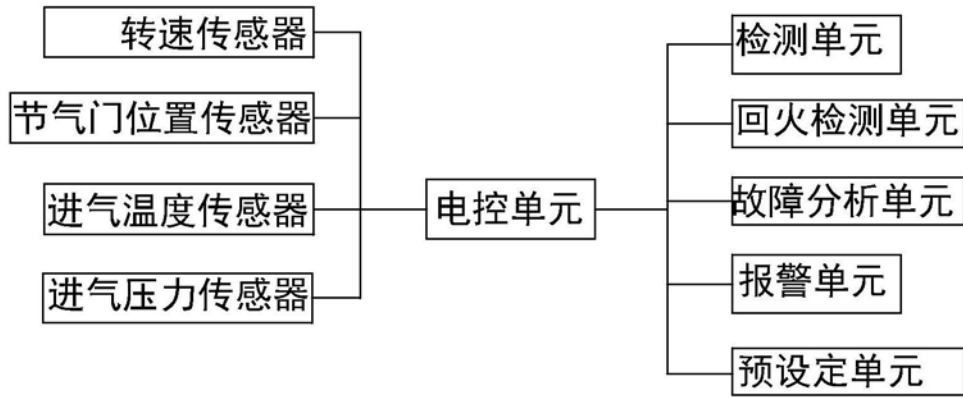 转速传感器
节气门位置传感器
进气温度传感器
进气压力传感器
电控单元
检测单元
回火检测单元
故障分析单元
报警单元
预设定单元